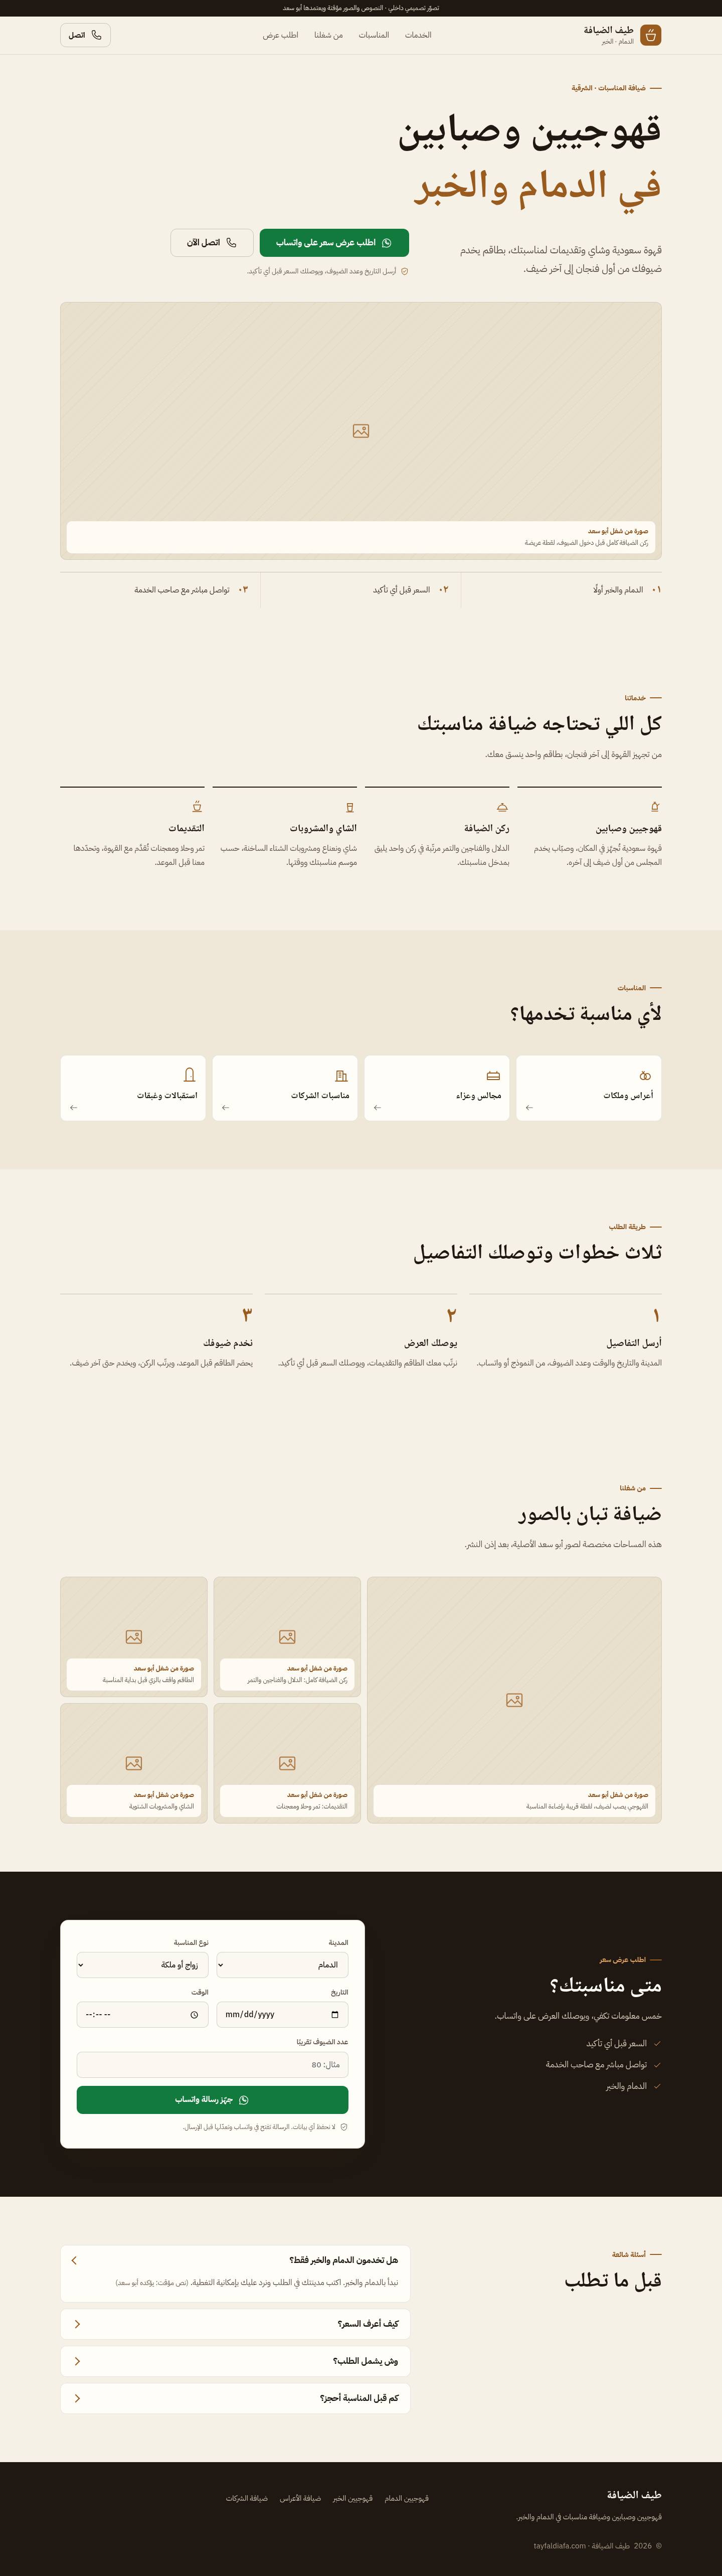 تصوّر تصميمي داخلي · النصوص والصور مؤقتة ويعتمدها أبو سعد
طيف الضيافة
الدمام · الخبر
الخدمات
المناسبات
من شغلنا
اطلب عرض
اتصل
ضيافة المناسبات · الشرقية
قهوجيين وصبابين
في الدمام والخبر
قهوة سعودية وشاي وتقديمات لمناسبتك، بطاقم يخدم
ضيوفك من أول فنجان إلى آخر ضيف.
اطلب عرض سعر على واتساب
اتصل الآن
أرسل التاريخ وعدد الضيوف، ويوصلك السعر قبل أي تأكيد.
صورة من شغل أبو سعد
ركن الضيافة كامل قبل دخول الضيوف، لقطة عريضة
٠١ الدمام والخبر أولًا
٠٢ السعر قبل أي تأكيد
٠٣ تواصل مباشر مع صاحب الخدمة
خدماتنا
كل اللي تحتاجه ضيافة مناسبتك
من تجهيز القهوة إلى آخر فنجان، بطاقم واحد ينسق معك.
قهوجيين وصبابين
قهوة سعودية تُجهّز في المكان، وصبّاب يخدم
المجلس من أول ضيف إلى آخره.
ركن الضيافة
الدلال والفناجين والتمر مرتّبة في ركن واحد يليق
بمدخل مناسبتك.
الشاي والمشروبات
شاي ونعناع ومشروبات الشتاء الساخنة، حسب
موسم مناسبتك ووقتها.
التقديمات
تمر وحلا ومعجنات تُقدّم مع القهوة، وتحدّدها
معنا قبل الموعد.
المناسبات
لأي مناسبة تخدمها؟
أعراس وملكات
مجالس وعزاء
مناسبات الشركات
استقبالات وغبقات
طريقة الطلب
ثلاث خطوات وتوصلك التفاصيل
١
أرسل التفاصيل
المدينة والتاريخ والوقت وعدد الضيوف، من النموذج أو واتساب.
٢
يوصلك العرض
نرتّب معك الطاقم والتقديمات، ويوصلك السعر قبل أي تأكيد.
٣
نخدم ضيوفك
يحضر الطاقم قبل الموعد، ويرتّب الركن، ويخدم حتى آخر ضيف.
من شغلنا
ضيافة تبان بالصور
هذه المساحات مخصصة لصور أبو سعد الأصلية، بعد إذن النشر.
صورة من شغل أبو سعد
القهوجي يصب لضيف، لقطة قريبة بإضاءة المناسبة
صورة من شغل أبو سعد
ركن الضيافة كامل: الدلال والفناجين والتمر
صورة من شغل أبو سعد
الطاقم واقف بالزي قبل بداية المناسبة
صورة من شغل أبو سعد
التقديمات: تمر وحلا ومعجنات
صورة من شغل أبو سعد
الشاي والمشروبات الشتوية
اطلب عرض سعر
متى مناسبتك؟
خمس معلومات تكفي، ويوصلك العرض على واتساب.
السعر قبل أي تأكيد
تواصل مباشر مع صاحب الخدمة
الدمام والخبر
المدينة
نوع المناسبة
الدمام
زواج أو ملكة
التاريخ
الوقت
mm/dd/yyyy
--:-- --
عدد الضيوف تقريبًا
مثال: 80
جهّز رسالة واتساب
لا نحفظ أي بيانات. الرسالة تفتح في واتساب وتعدّلها قبل الإرسال.
أسئلة شائعة
قبل ما تطلب
هل تخدمون الدمام والخبر فقط؟
نبدأ بالدمام والخبر. اكتب مدينتك في الطلب ونرد عليك بإمكانية التغطية. (نص مؤقت: يؤكده أبو سعد)
كيف أعرف السعر؟
وش يشمل الطلب؟
كم قبل المناسبة أحجز؟
طيف الضيافة
قهوجيين وصبابين وضيافة مناسبات في الدمام والخبر.
قهوجيين الدمام
قهوجيين الخبر
ضيافة الأعراس
ضيافة الشركات
© 2026 طيف الضيافة · tayfaldiafa.com